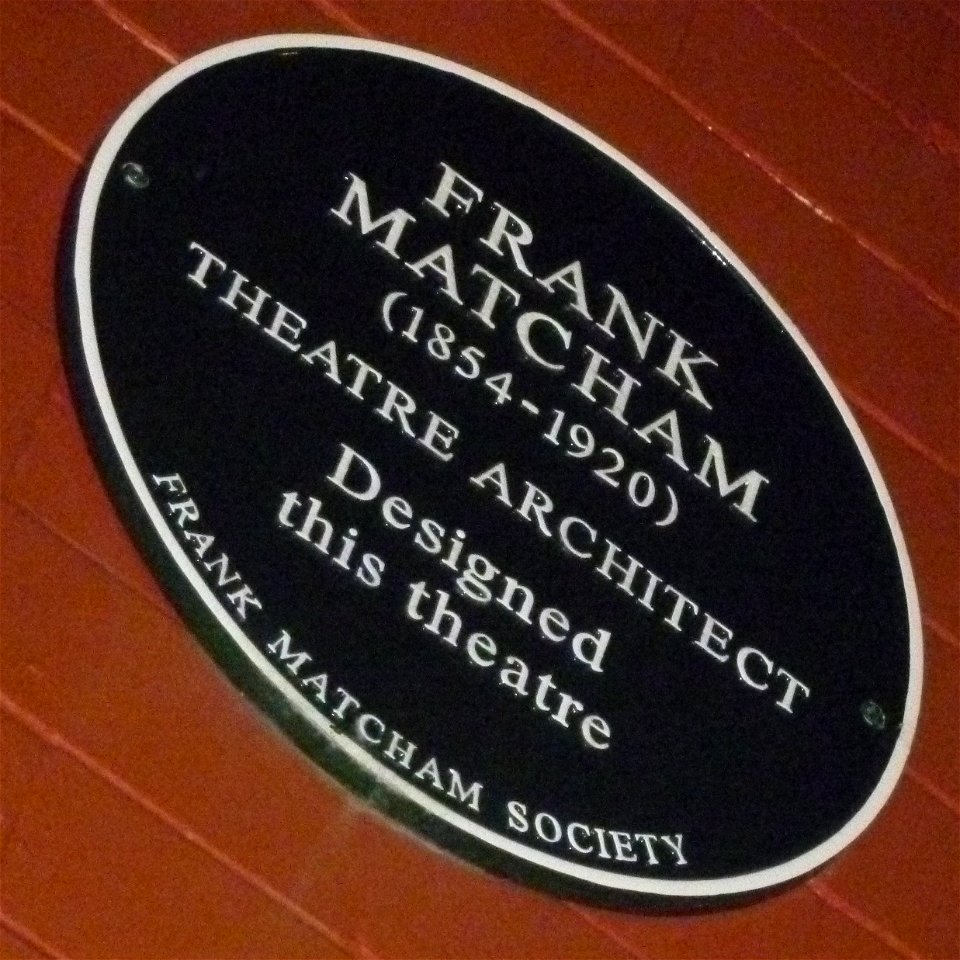 FRANK
MATCHAM
(1854-1920)
THEATRE ARCHITECT
Designed
this theatre
FRANK MATCHAM SOCIETY